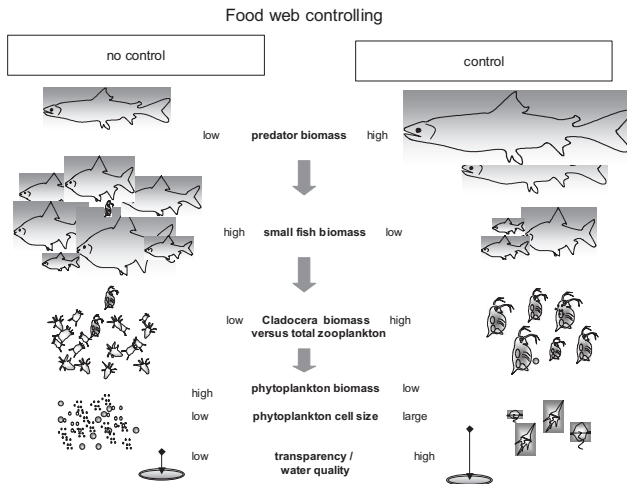 Food web controlling
no control
control
low predator biomass high
high small fish biomass low
low Cladocera biomass high
versus total zooplankton
high phytoplankton biomass low
low phytoplankton cell size large
low transparency / high
water quality